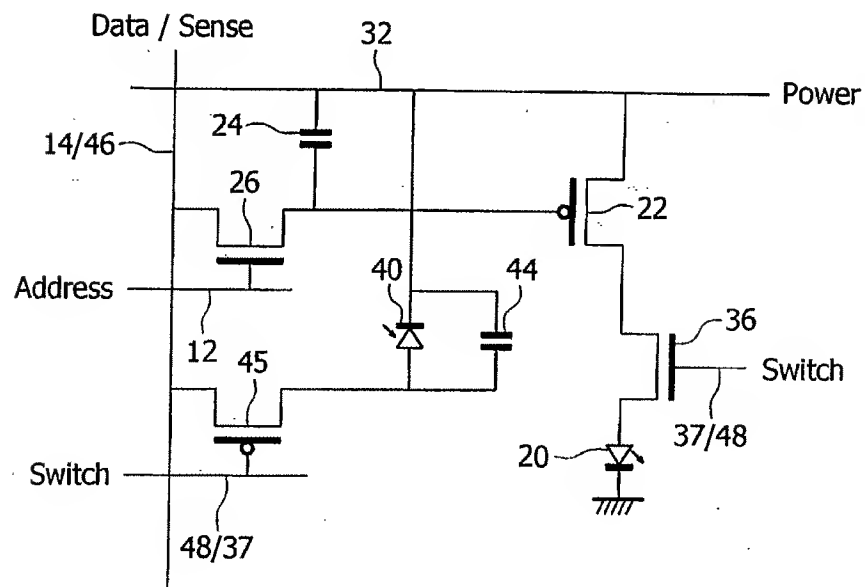 Data / Sense
32
Power
24
14/46
26
22
Address
40
44
36
12
45
Switch
37/48
20
Switch
48/37